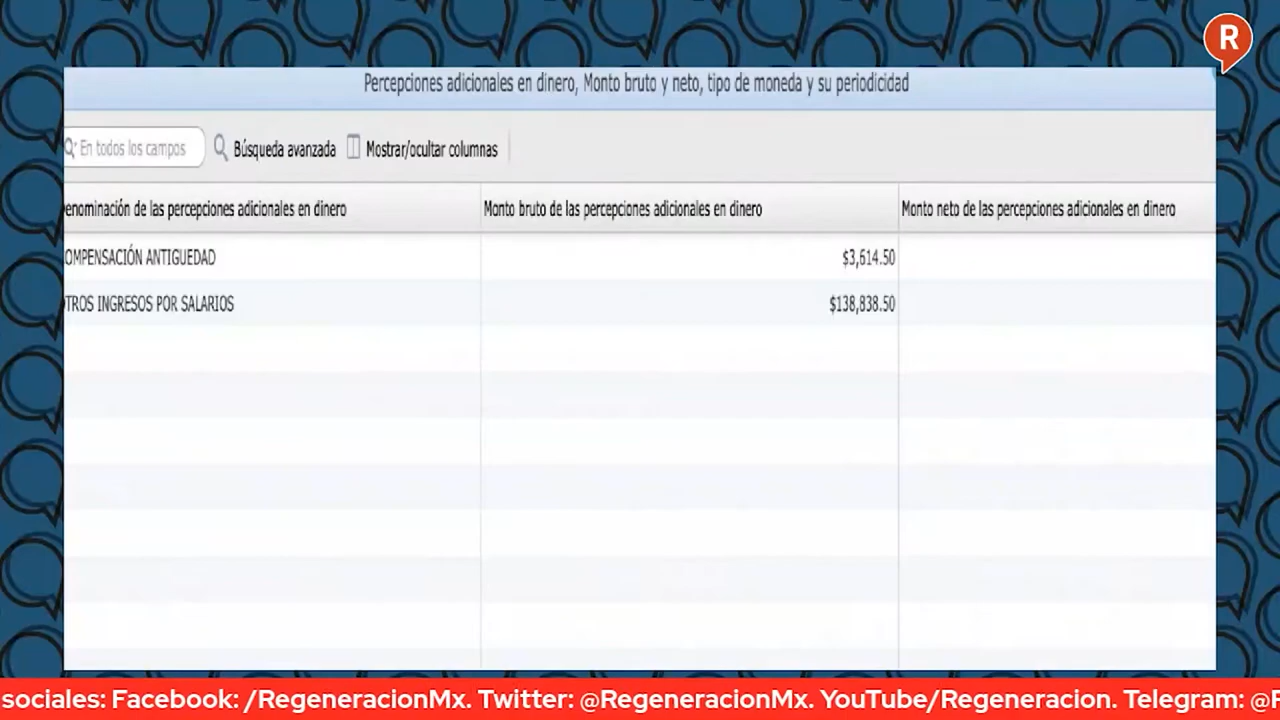 R
Percepciones adicionales en dinero, Monto bruto y neto, tipo de moneda y su periodicidad
En todos los campos Búsqueda avanzada Mostrar/ocultar columnas
enominación de las percepciones adicionales en dinero Monto bruto de las percepciones adicionales en dinero Monto neto de las percepciones adicionales en dinero
OMPENSACIÓN ANTIGUEDAD $3,614.50
TROS INGRESOS POR SALARIOS $138,838.50
sociales: Facebook: /RegeneracionMx. Twitter: @RegeneracionMx. YouTube/Regeneracion. Telegram: @R